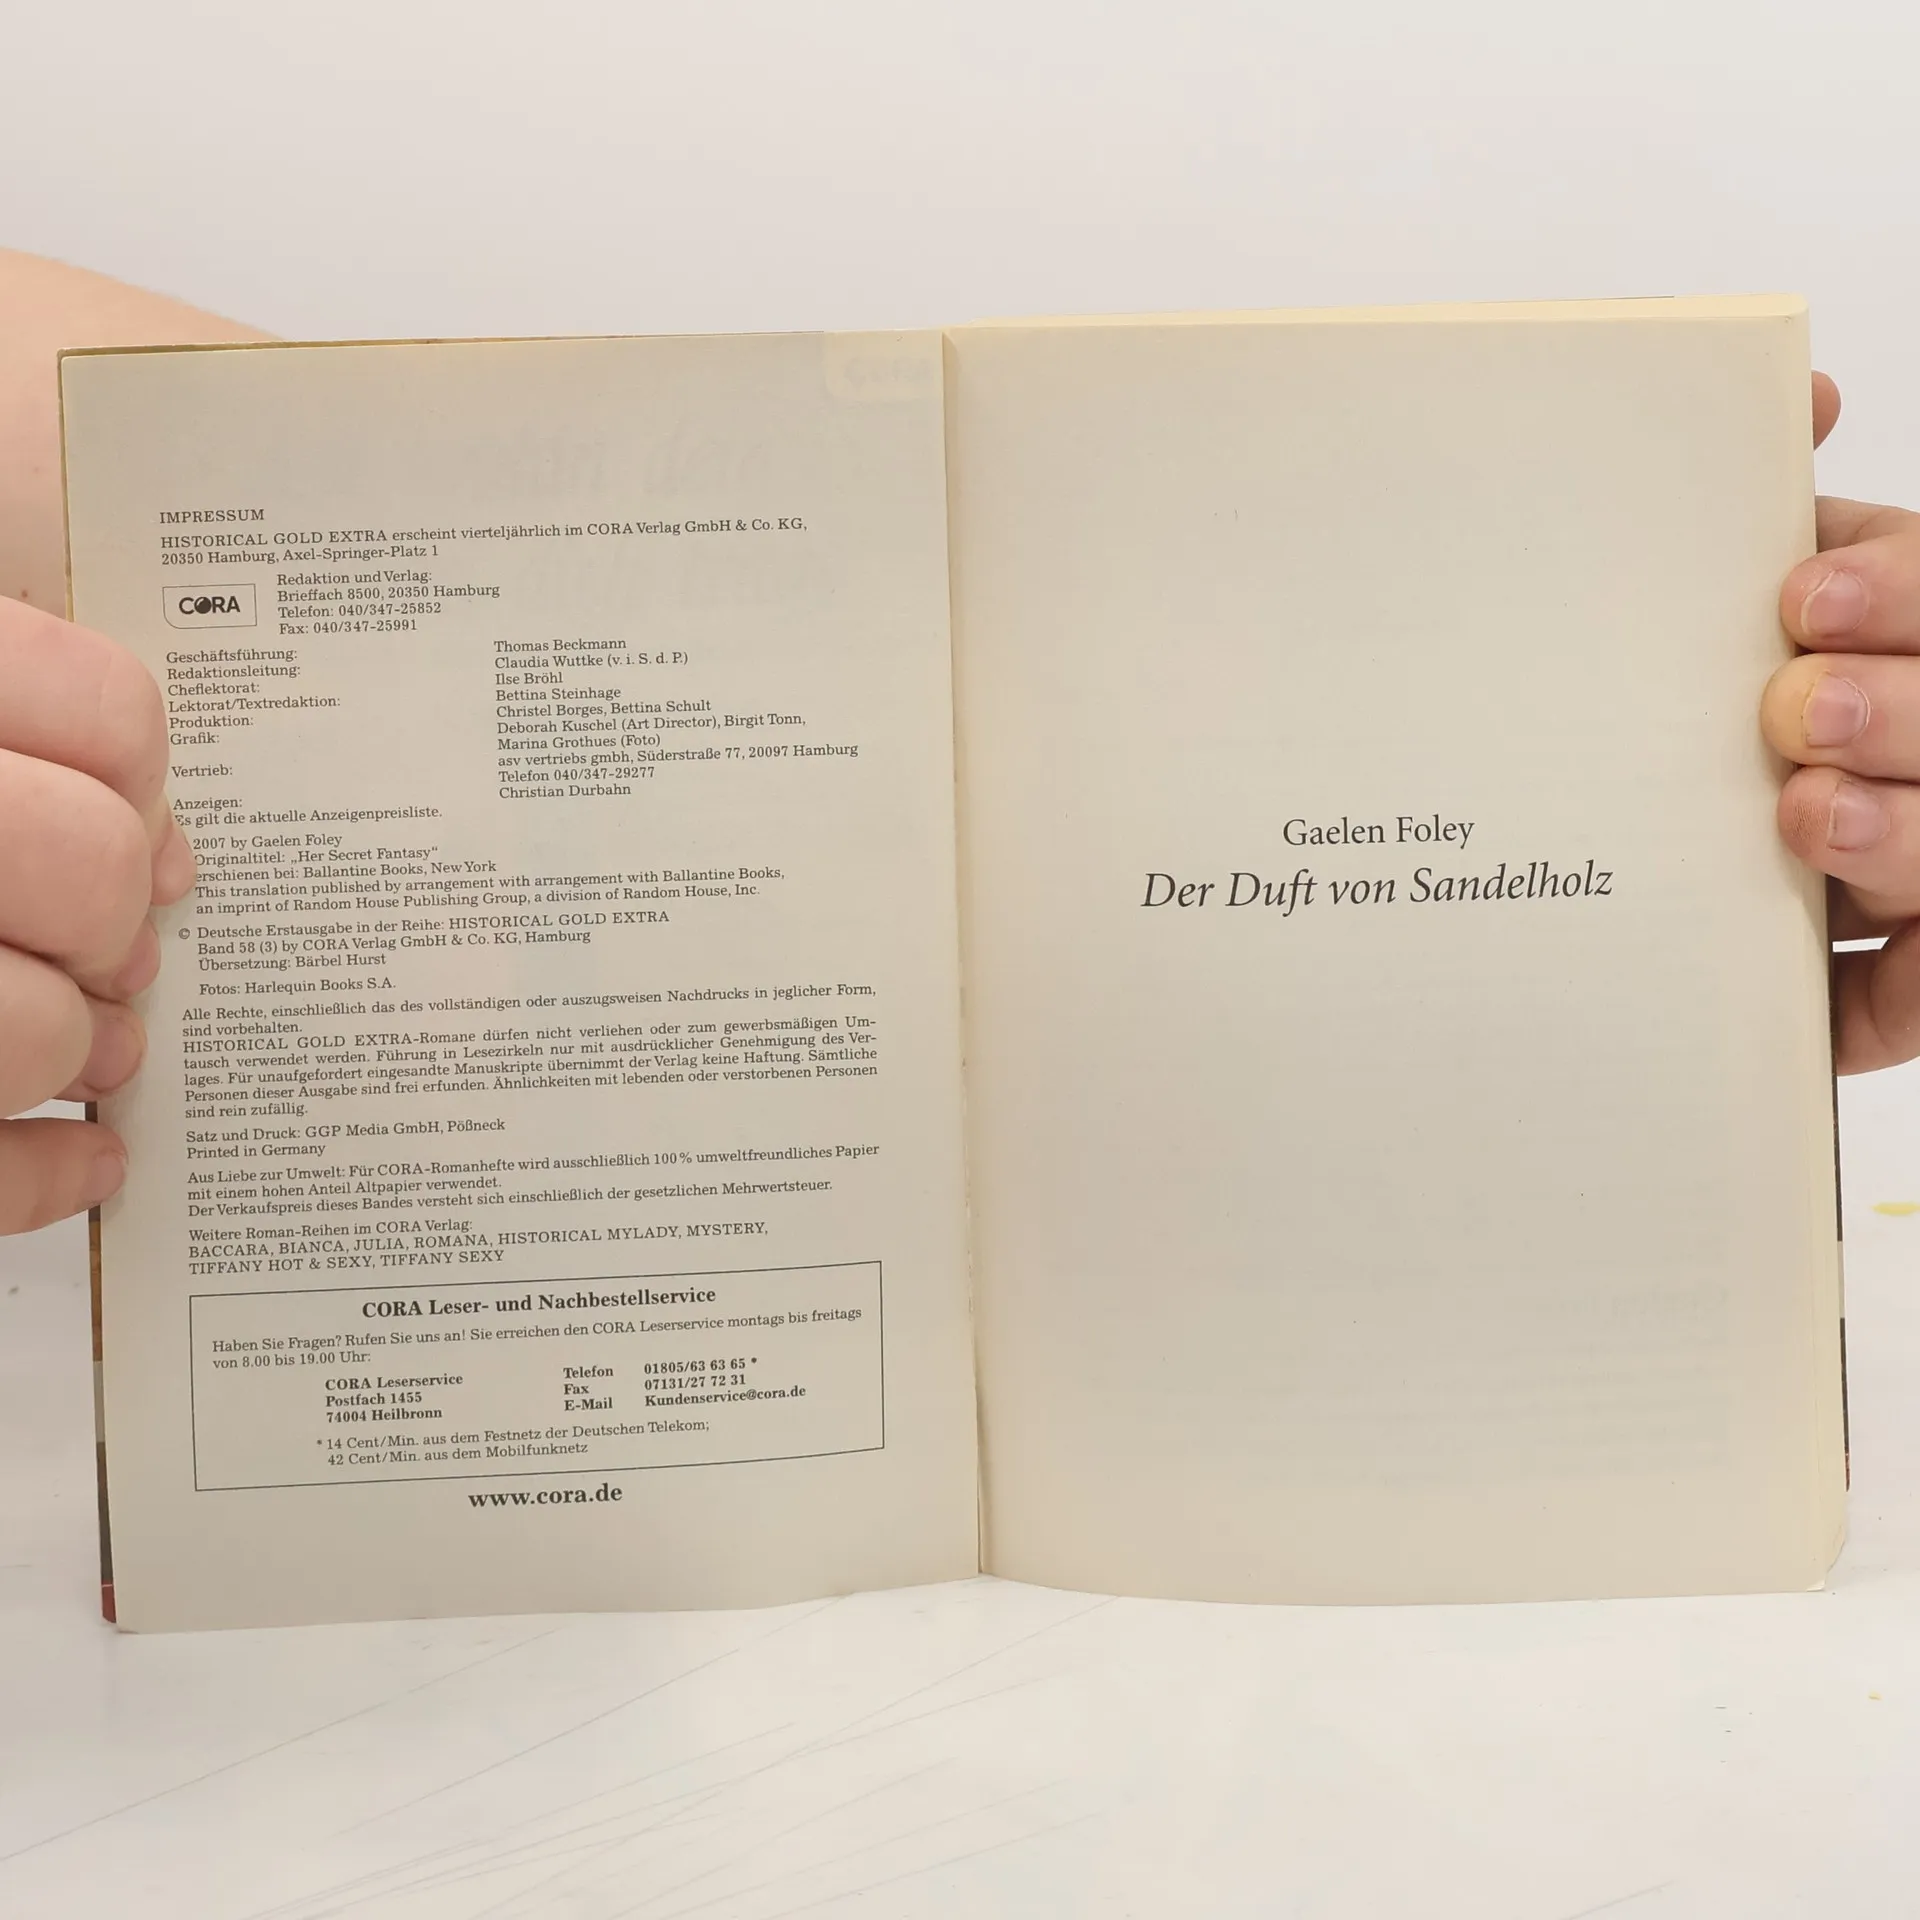 IMPRESSUM
HISTORICAL GOLD EXTRA erscheint vierteljährlich im CORA Verlag GmbH & Co. KG,
20350 Hamburg, Axel-Springer-Platz 1
CORA
Redaktion und Verlag:
Brieffach 8500, 20350 Hamburg
Telefon: 040/347-25852
Fax: 040/347-25991
Geschäftsführung: Thomas Beckmann
Redaktionsleitung: Claudia Wuttke (v. i. S. d. P.)
Cheflektorat: Ilse Bröhl
Lektorat/Textredaktion: Bettina Steinhage
Produktion: Christel Borges, Bettina Schult
Grafik: Deborah Kuschel (Art Director), Birgit Tonn,
Marina Grothues (Foto)
Vertrieb: asv vertriebs gmbh, Süderstraße 77, 20097 Hamburg
Telefon 040/347-29277
Anzeigen: Christian Durbahn
Es gilt die aktuelle Anzeigenpreisliste.
2007 by Gaelen Foley
Originaltitel: „Her Secret Fantasy“
erschienen bei: Ballantine Books, New York
This translation published by arrangement with arrangement with Ballantine Books,
an imprint of Random House Publishing Group, a division of Random House, Inc.
© Deutsche Erstausgabe in der Reihe: HISTORICAL GOLD EXTRA
Band 58 (3) by CORA Verlag GmbH & Co. KG, Hamburg
Übersetzung: Bärbel Hurst
Fotos: Harlequin Books S.A.
Alle Rechte, einschließlich das des vollständigen oder auszugsweisen Nachdrucks in jeglicher Form,
sind vorbehalten.
HISTORICAL GOLD EXTRA-Romane dürfen nicht verliehen oder zum gewerbsmäßigen Um-
tausch verwendet werden. Führung in Lesezirkeln nur mit ausdrücklicher Genehmigung des Ver-
lages. Für unaufgefordert eingesandte Manuskripte übernimmt der Verlag keine Haftung. Sämtliche
Personen dieser Ausgabe sind frei erfunden. Ähnlichkeiten mit lebenden oder verstorbenen Personen
sind rein zufällig.
Satz und Druck: GGP Media GmbH, Pößneck
Printed in Germany
Aus Liebe zur Umwelt: Für CORA-Romanhefte wird ausschließlich 100 % umweltfreundliches Papier
mit einem hohen Anteil Altpapier verwendet.
Der Verkaufspreis dieses Bandes versteht sich einschließlich der gesetzlichen Mehrwertsteuer.
Weitere Roman-Reihen im CORA Verlag:
BACCARA, BIANCA, JULIA, ROMANA, HISTORICAL MYLADY, MYSTERY,
TIFFANY HOT & SEXY, TIFFANY SEXY
CORA Leser- und Nachbestellservice
Haben Sie Fragen? Rufen Sie uns an! Sie erreichen den CORA Leserservice montags bis freitags
von 8.00 bis 19.00 Uhr:
CORA Leserservice Telefon 01805/63 63 65 *
Postfach 1455 Fax 07131/27 72 31
74004 Heilbronn E-Mail Kundenservice@cora.de
* 14 Cent/Min. aus dem Festnetz der Deutschen Telekom;
42 Cent/Min. aus dem Mobilfunknetz
www.cora.de
Gaelen Foley
Der Duft von Sandelholz